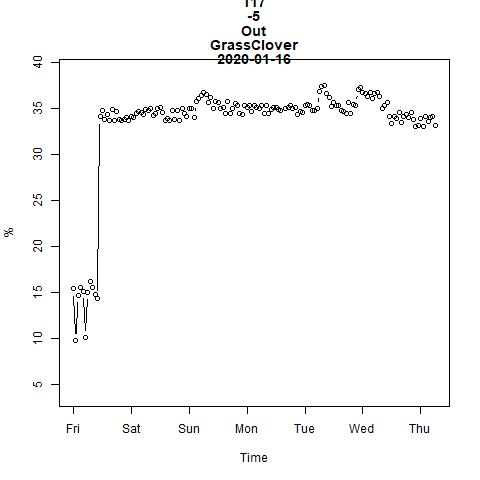 T17
-5
Out
GrassClover
2020-01-16
40
35
30
25
20
15
10
5
%
Fri
Sat
Sun
Mon
Tue
Wed
Thu
Time